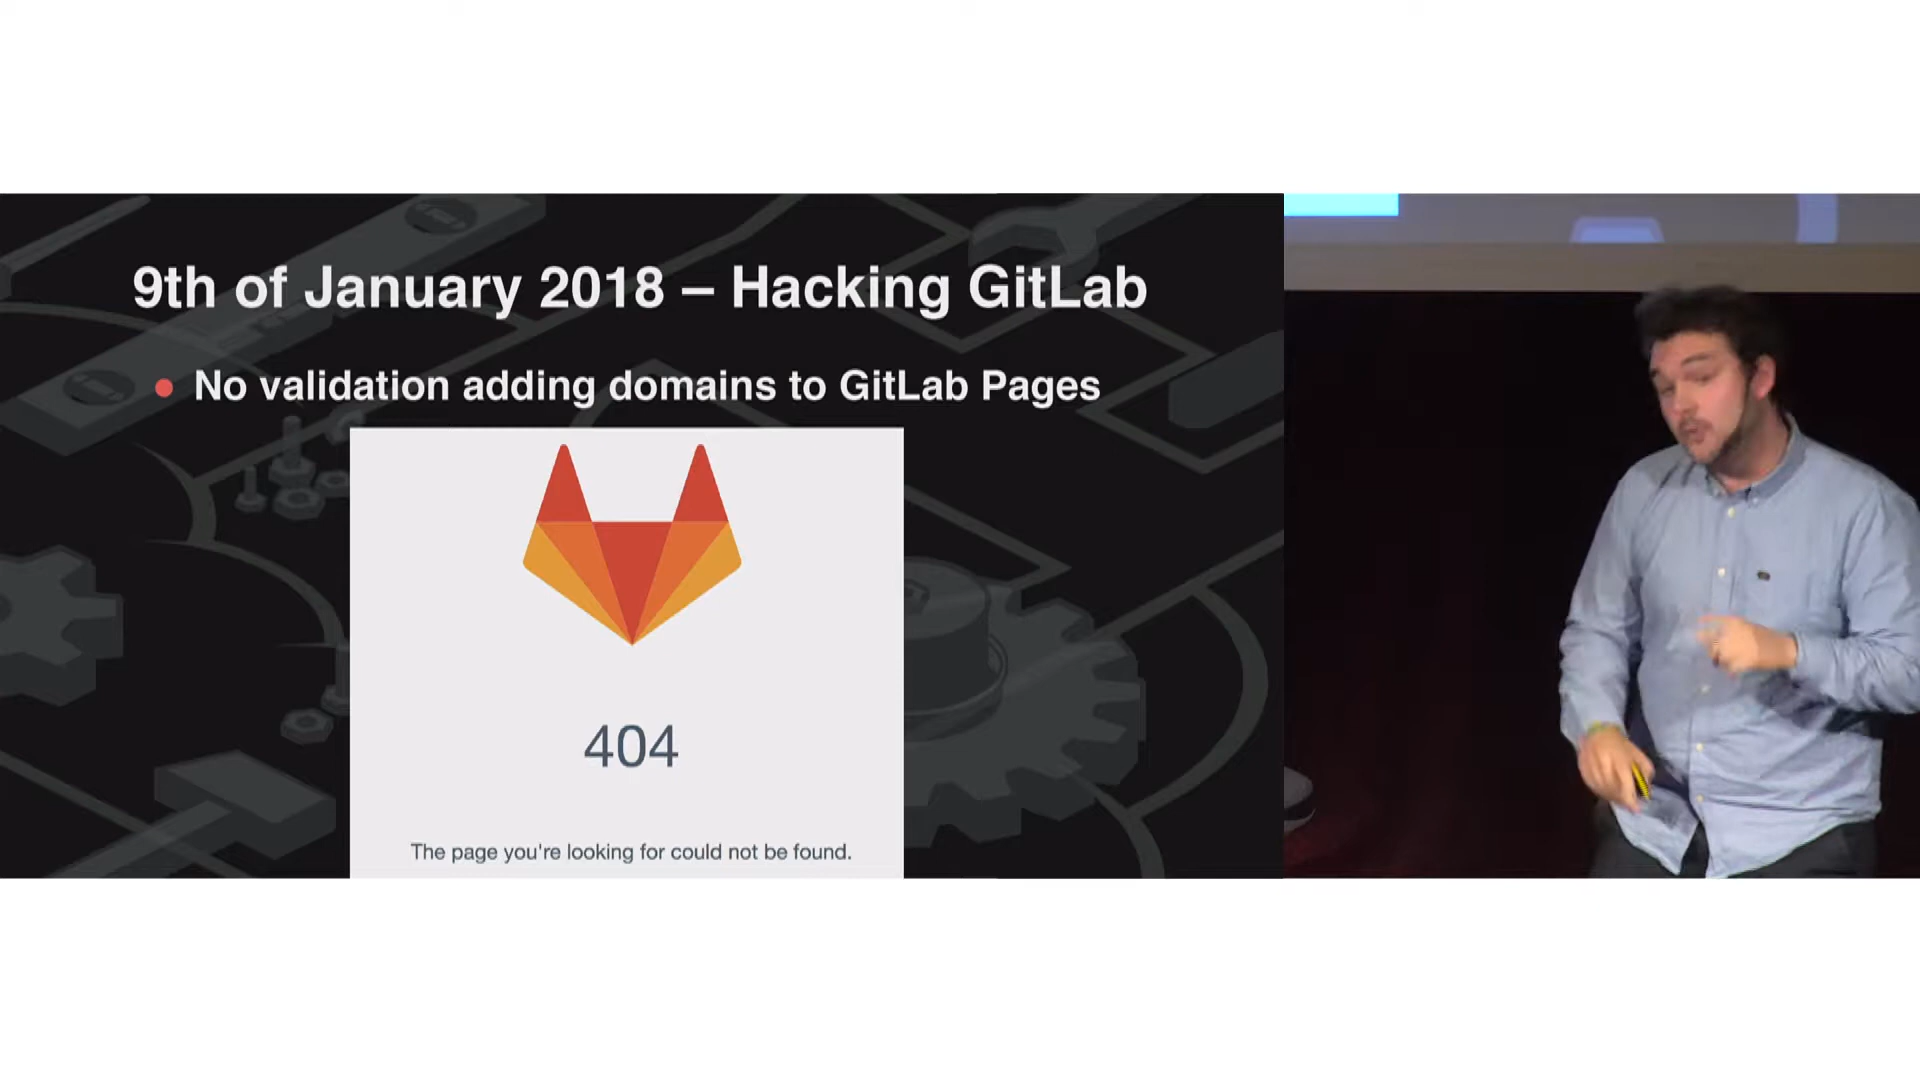 9th of January 2018 – Hacking GitLab
No validation adding domains to GitLab Pages
404
The page you're looking for could not be found.